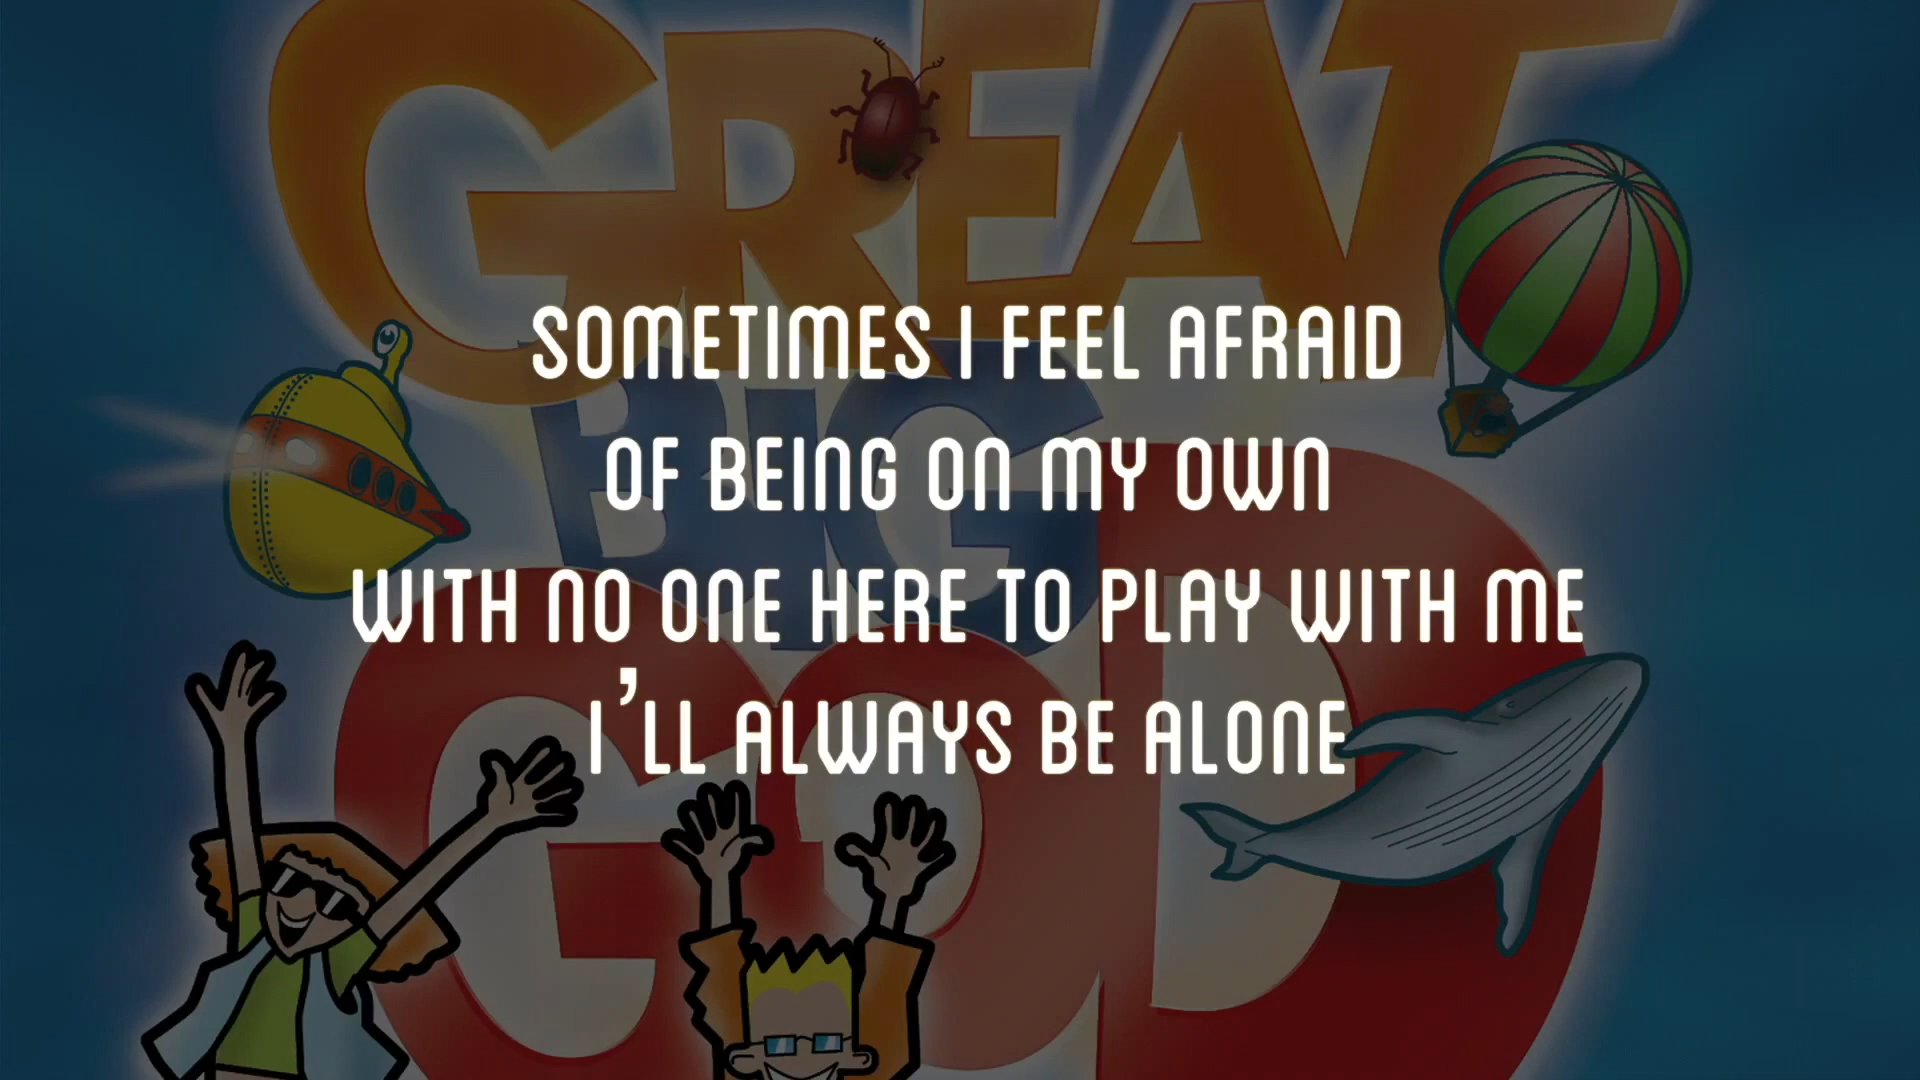 GREAT
BIG
GOD
SOMETIMES I FEEL AFRAID
OF BEING ON MY OWN
WITH NO ONE HERE TO PLAY WITH ME
I'LL ALWAYS BE ALONE